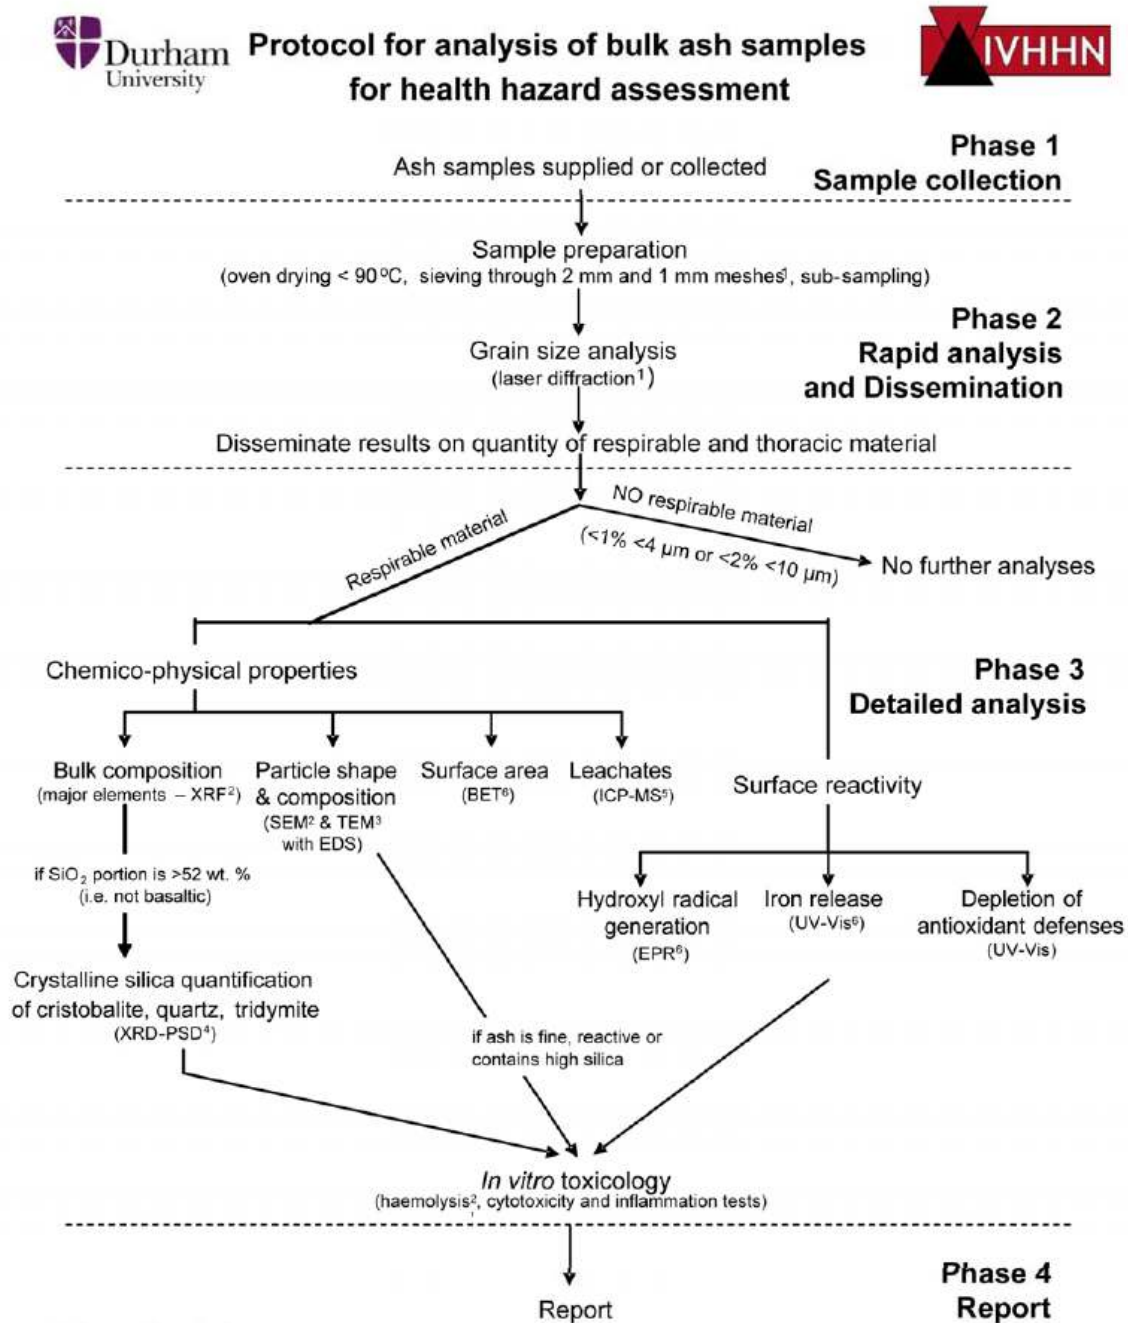 Durham
University
Protocol for analysis of bulk ash samples
for health hazard assessment
IVHHN
Phase 1
Sample collection
Ash samples supplied or collected
Sample preparation
(oven drying < 90 ºC, sieving through 2 mm and 1 mm meshes¹, sub-sampling)
Phase 2
Rapid analysis
and Dissemination
Grain size analysis
(laser diffraction¹)
Disseminate results on quantity of respirable and thoracic material
Respirable material
NO respirable material
(<1% <4 µm or <2% <10 µm)
No further analyses
Phase 3
Detailed analysis
Chemico-physical properties
Bulk composition
(major elements – XRF²)
Particle shape
& composition
(SEM² & TEM³
with EDS)
Surface area
(BET⁶)
Leachates
(ICP-MS⁵)
Surface reactivity
if SiO₂ portion is >52 wt. %
(i.e. not basaltic)
Hydroxyl radical
generation
(EPR⁶)
Iron release
(UV-Vis⁶)
Depletion of
antioxidant defenses
(UV-Vis)
Crystalline silica quantification
of cristobalite, quartz, tridymite
(XRD-PSD⁴)
if ash is fine, reactive or
contains high silica
In vitro toxicology
(haemolysis², cytotoxicity and inflammation tests)
Phase 4
Report
Report